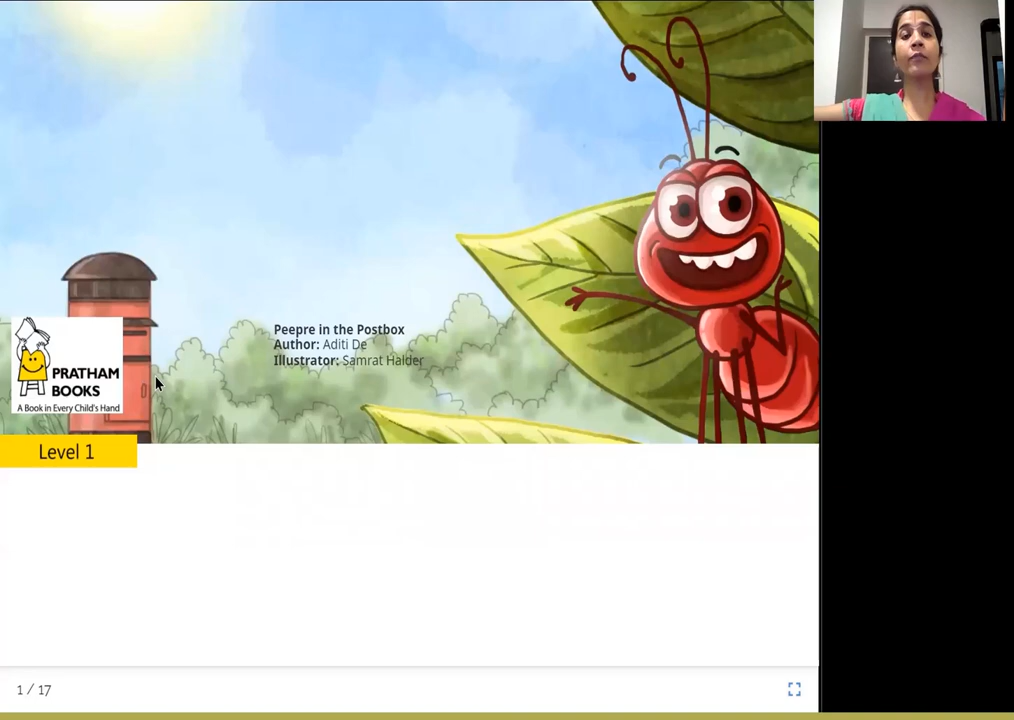 Peepre in the Postbox
Author: Aditi De
Illustrator: Samrat Halder
PRATHAM
BOOKS
A Book in Every Child's Hand
Level 1
1 / 17